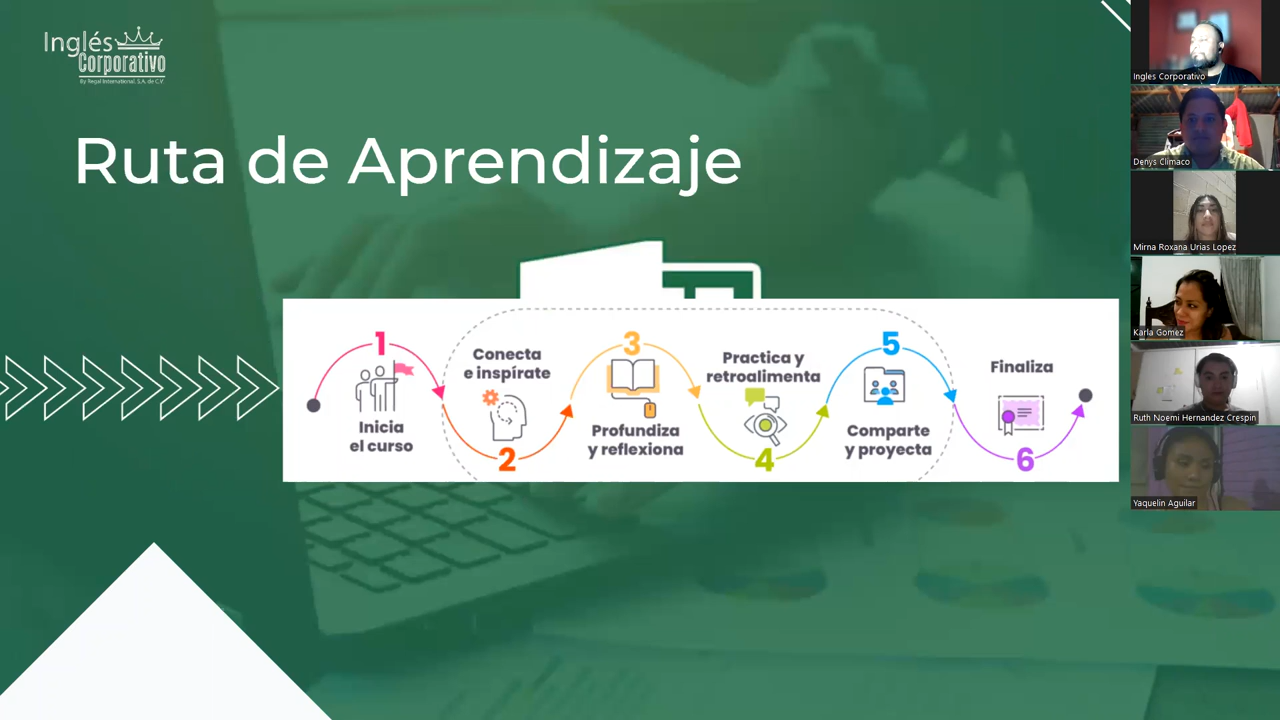 Inglés
Corporativo
By Regal International, S.A. de C.V
Ruta de Aprendizaje
1
Inicia
el curso
Conecta
e inspírate
2
3
Profundiza
y reflexiona
Practica y
retroalimenta
4
5
Comparte
y proyecta
Finaliza
6
Ingles Corporativo
Denys Climaco
Mirna Roxana Urias Lopez
Karla Gomez
Ruth Noemi Hernandez Crespin
Yaquelin Aguilar